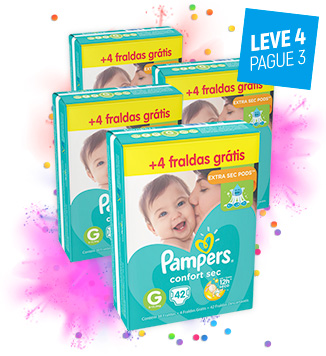 LEVE 4
PAGUE 3
+4 fraldas grátis
+4 fraldas grátis
EXTRA SEC PODS
+4 fraldas grátis
+4 fraldas grátis
EXTRA SEC PODS
Pampers
confort sec
G
42
12h
G